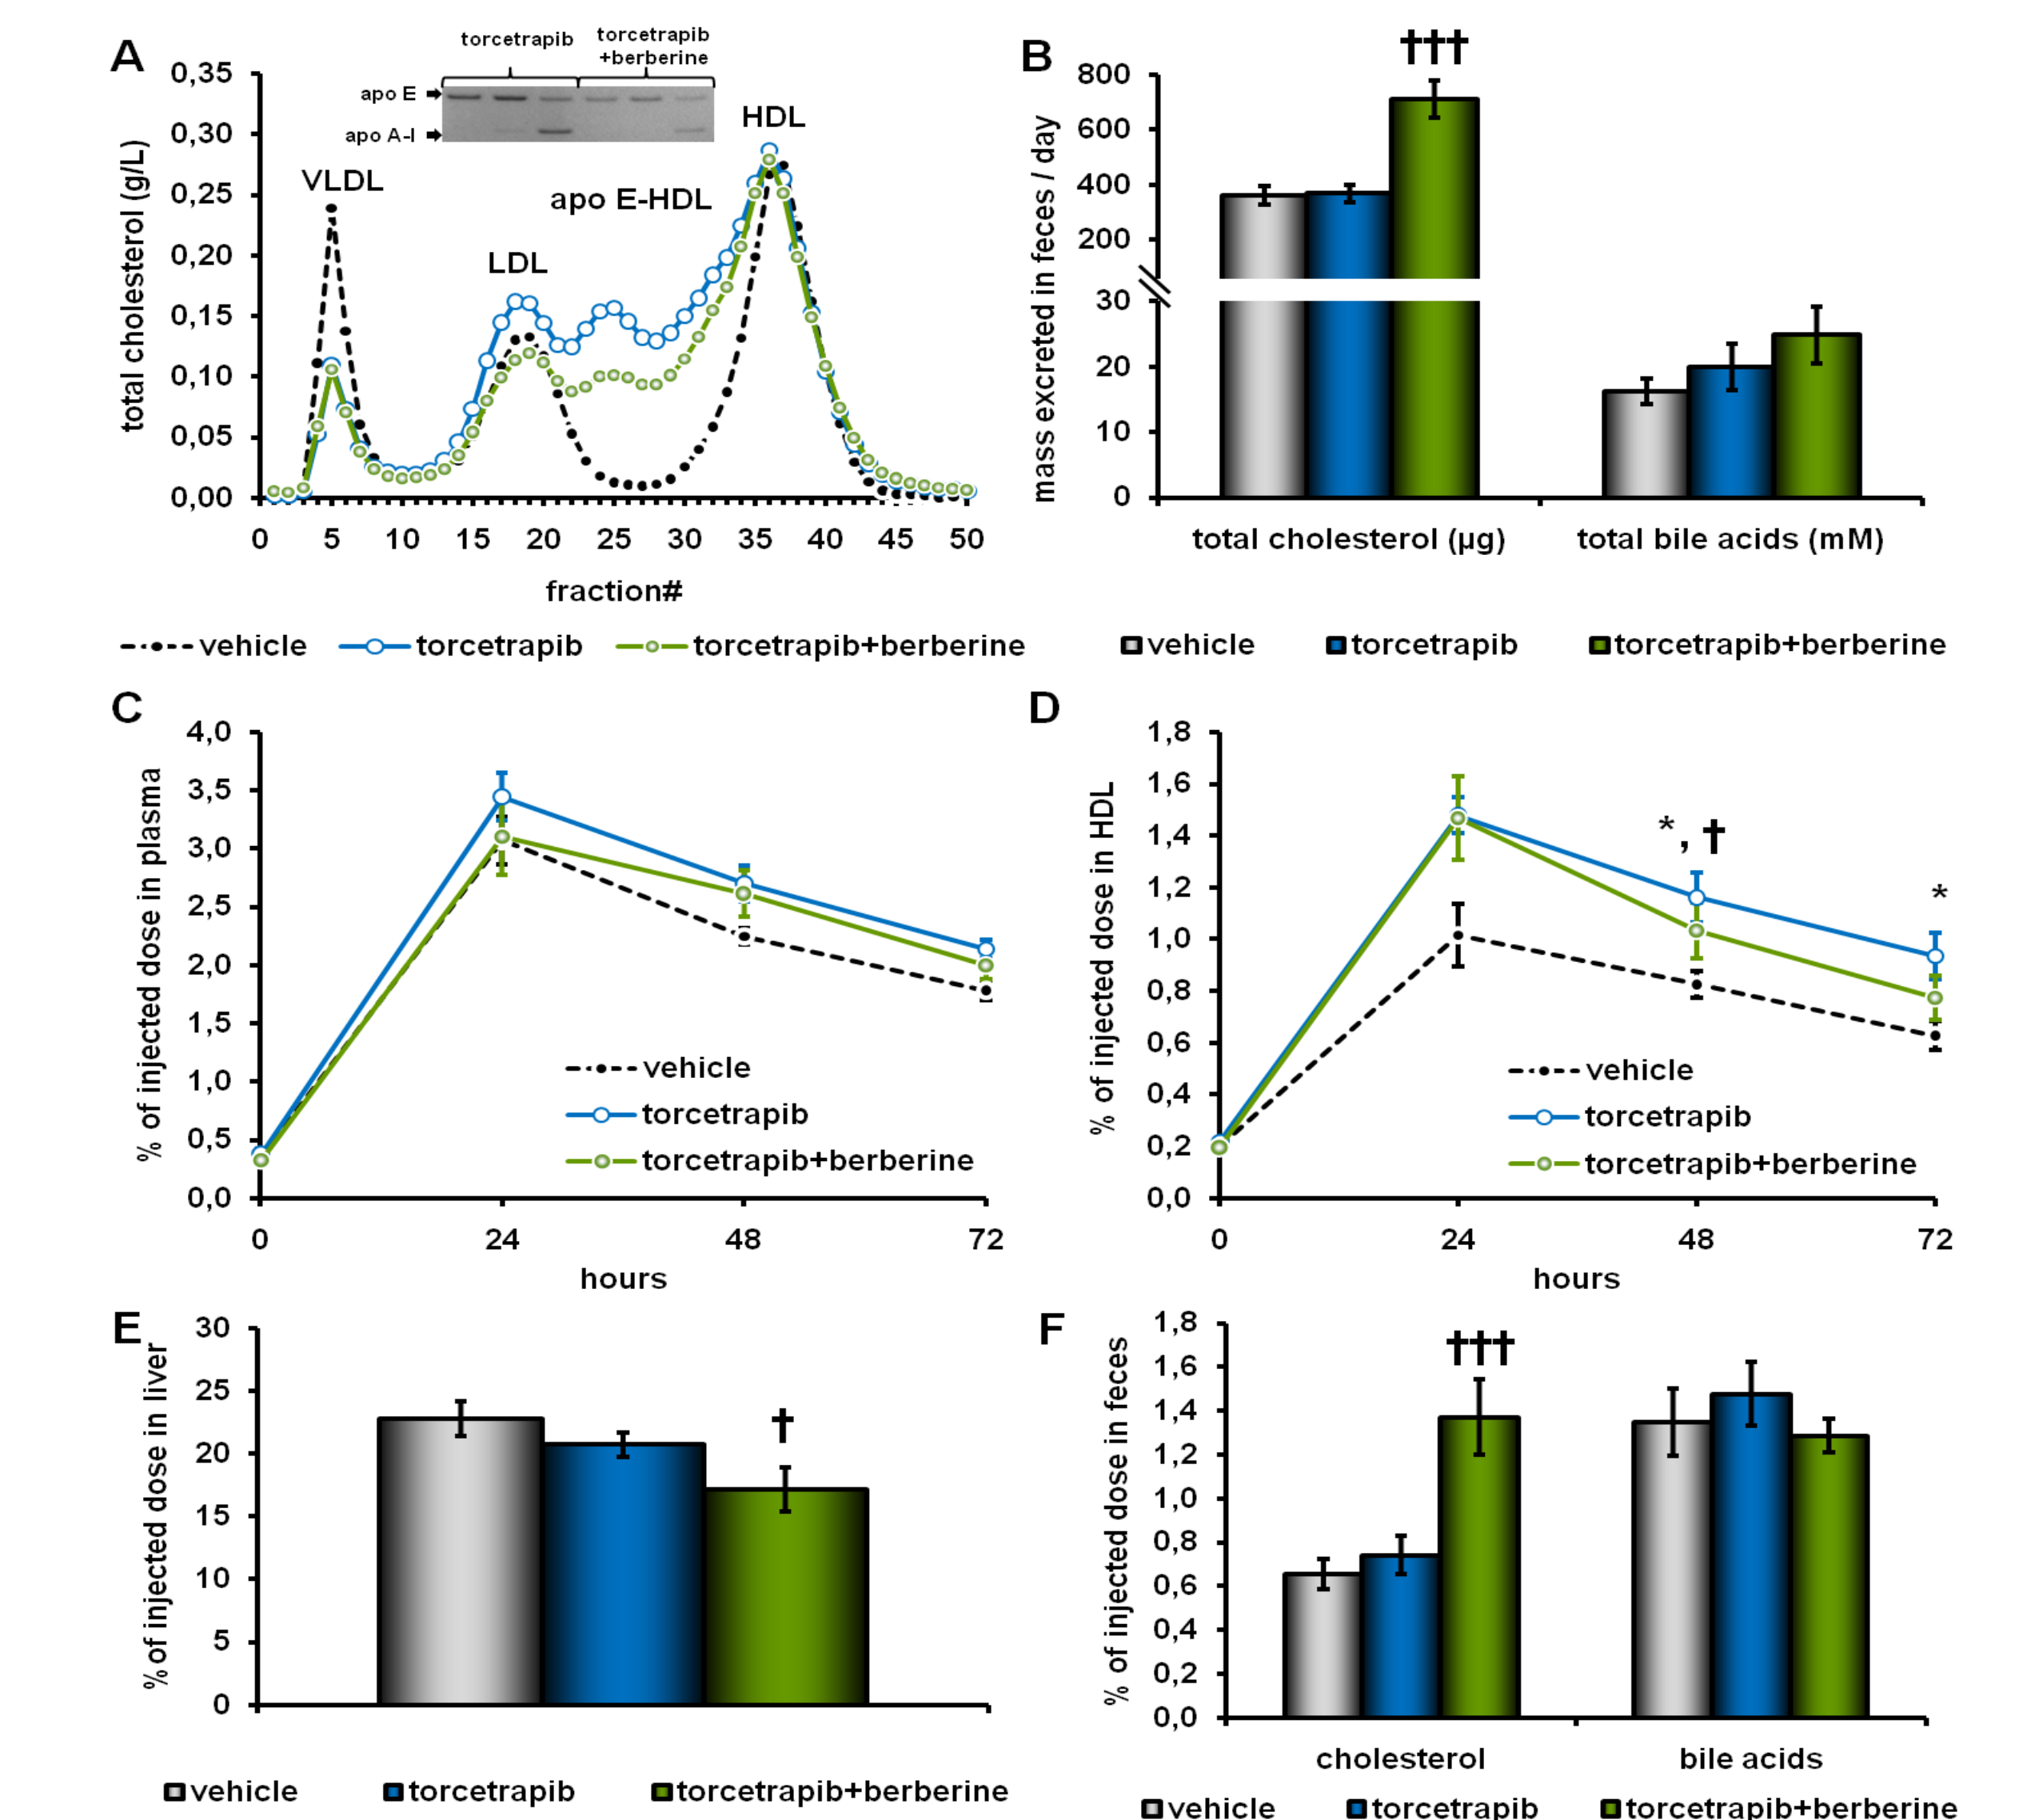 A
torcetrapib
torcetrapib
+berberine
apo E
apo A-I
total cholesterol (g/L)
0,35
0,30
0,25
0,20
0,15
0,10
0,05
0,00
VLDL
LDL
apo E-HDL
HDL
0 5 10 15 20 25 30 35 40 45 50
fraction#
vehicle torcetrapib torcetrapib+berberine
B
mass excreted in feces / day
800
600
400
200
30
20
10
0
†††
total cholesterol (µg) total bile acids (mM)
vehicle torcetrapib torcetrapib+berberine
C
% of injected dose in plasma
4,0
3,5
3,0
2,5
2,0
1,5
1,0
0,5
0,0
vehicle
torcetrapib
torcetrapib+berberine
0 24 48 72
hours
D
% of injected dose in HDL
1,8
1,6
1,4
1,2
1,0
0,8
0,6
0,4
0,2
0,0
*, †
*
vehicle
torcetrapib
torcetrapib+berberine
0 24 48 72
hours
E
% of injected dose in liver
30
25
20
15
10
5
0
†
vehicle torcetrapib torcetrapib+berberine
F
% of injected dose in feces
1,8
1,6
1,4
1,2
1,0
0,8
0,6
0,4
0,2
0,0
†††
cholesterol bile acids
vehicle torcetrapib torcetrapib+berberine